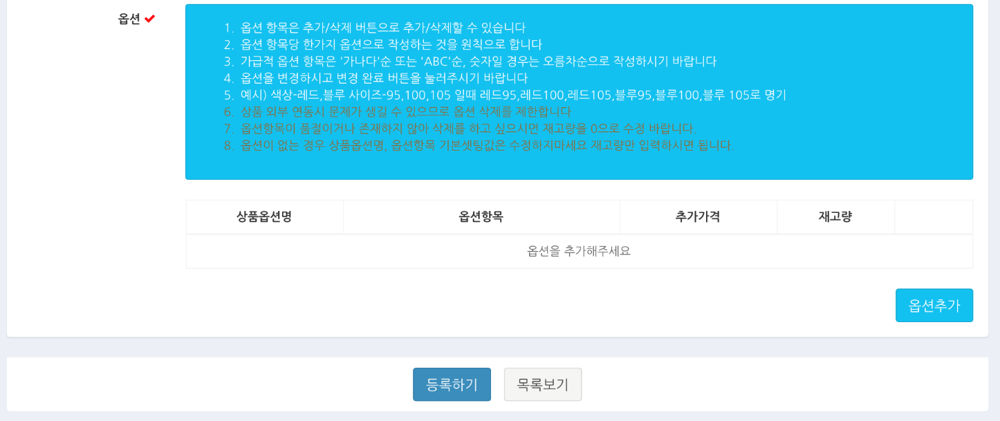 옵션
1. 옵션 항목은 추가/삭제 버튼으로 추가/삭제할 수 있습니다
2. 옵션 항목당 한가지 옵션으로 작성하는 것을 원칙으로 합니다
3. 가급적 옵션 항목은 '가나다'순 또는 'ABC'순, 숫자일 경우는 오름차순으로 작성하시기 바랍니다
4. 옵션을 변경하시고 변경 완료 버튼을 눌러주시기 바랍니다
5. 예시) 색상-레드,블루 사이즈-95,100,105 일때 레드95,레드100,레드105,블루95,블루100,블루 105로 명기
6. 상품 외부 연동시 문제가 생길 수 있으므로 옵션 삭제를 제한합니다
7. 옵션항목이 품절이거나 존재하지 않아 삭제를 하고 싶으시면 재고량을 0으로 수정 바랍니다.
8. 옵션이 없는 경우 상품옵션명, 옵션항목 기본셋팅값은 수정하지마세요 재고량만 입력하시면 됩니다.
상품옵션명 옵션항목 추가가격 재고량
옵션을 추가해주세요
옵션추가
등록하기 목록보기